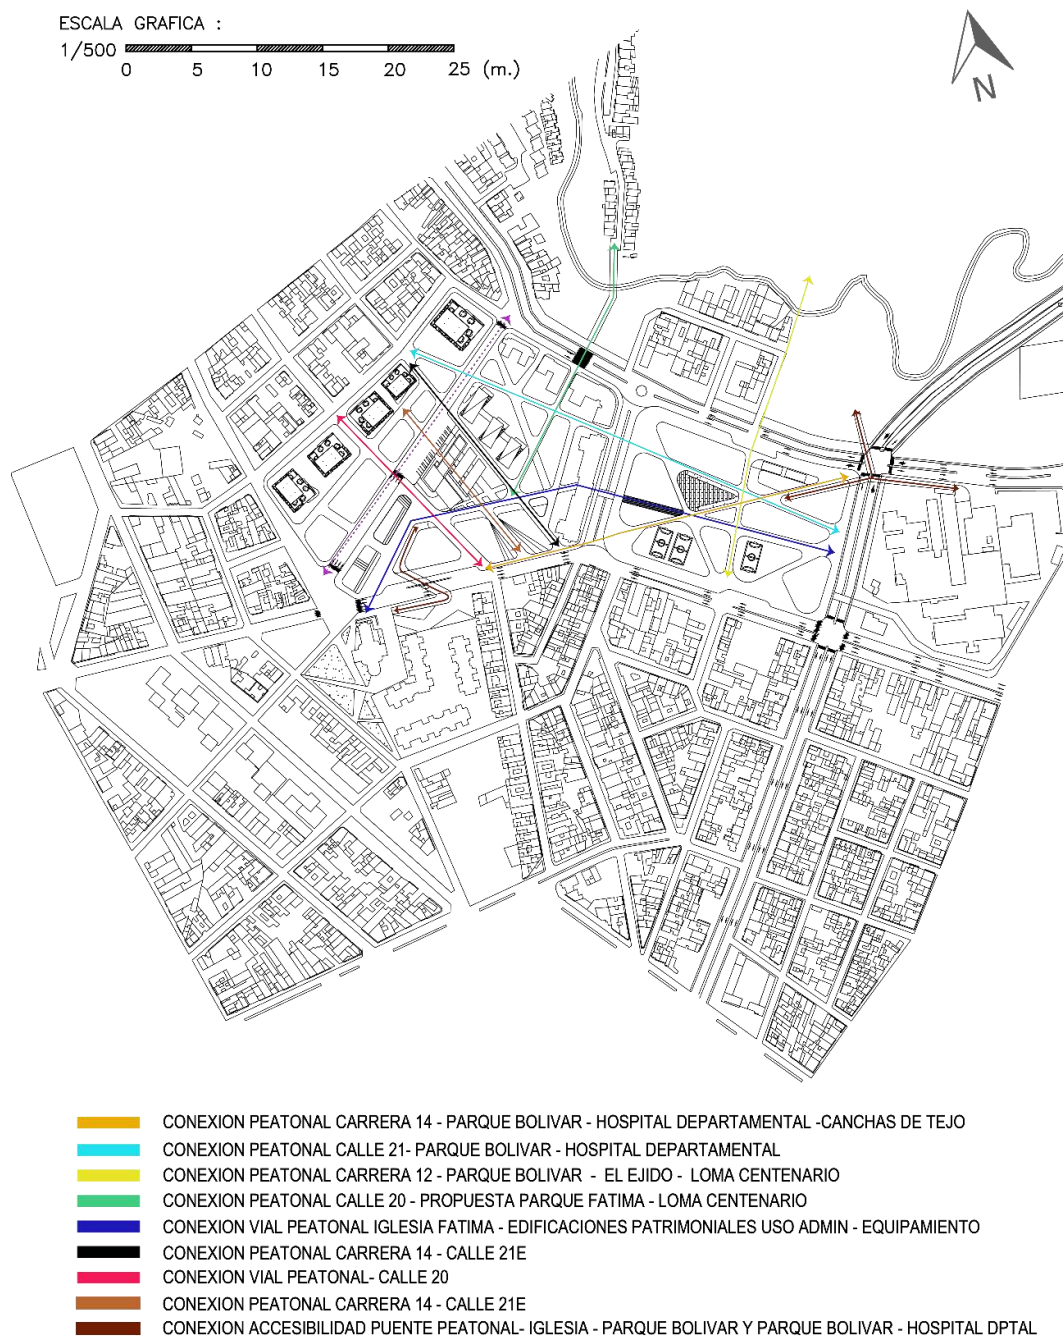 ESCALA GRAFICA :
1/500
0 5 10 15 20 25 (m.)
N
CONEXION PEATONAL CARRERA 14 - PARQUE BOLIVAR - HOSPITAL DEPARTAMENTAL -CANCHAS DE TEJO
CONEXION PEATONAL CALLE 21- PARQUE BOLIVAR - HOSPITAL DEPARTAMENTAL
CONEXION PEATONAL CARRERA 12 - PARQUE BOLIVAR - EL EJIDO - LOMA CENTENARIO
CONEXION PEATONAL CALLE 20 - PROPUESTA PARQUE FATIMA - LOMA CENTENARIO
CONEXION VIAL PEATONAL IGLESIA FATIMA - EDIFICACIONES PATRIMONIALES USO ADMIN - EQUIPAMIENTO
CONEXION PEATONAL CARRERA 14 - CALLE 21E
CONEXION VIAL PEATONAL- CALLE 20
CONEXION PEATONAL CARRERA 14 - CALLE 21E
CONEXION ACCESIBILIDAD PUENTE PEATONAL- IGLESIA - PARQUE BOLIVAR Y PARQUE BOLIVAR - HOSPITAL DPTAL